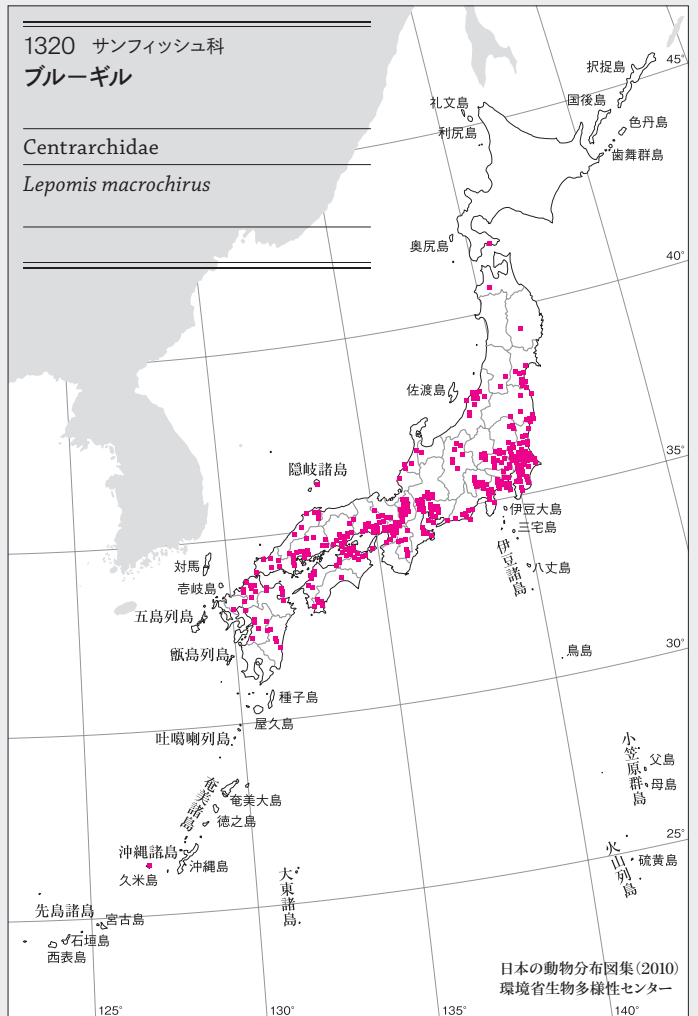 1320 サンフィッシュ科
ブルーギル
Centrarchidae
Lepomis macrochirus
45°
択捉島
礼文島
国後島
色丹島
利尻島
歯舞群島
奥尻島
40°
佐渡島
35°
隠岐諸島
伊豆大島
三宅島
伊豆諸島
八丈島
対馬
壱岐島
五島列島
甑島列島
鳥島
30°
種子島
屋久島
吐噶喇列島
小笠原群島
父島
母島
奄美諸島
奄美大島
徳之島
25°
沖縄諸島
沖縄島
久米島
大東諸島
火山列島
硫黄島
先島諸島
宮古島
石垣島
西表島
日本の動物分布図集(2010)
環境省生物多様性センター
125°
130°
135°
140°